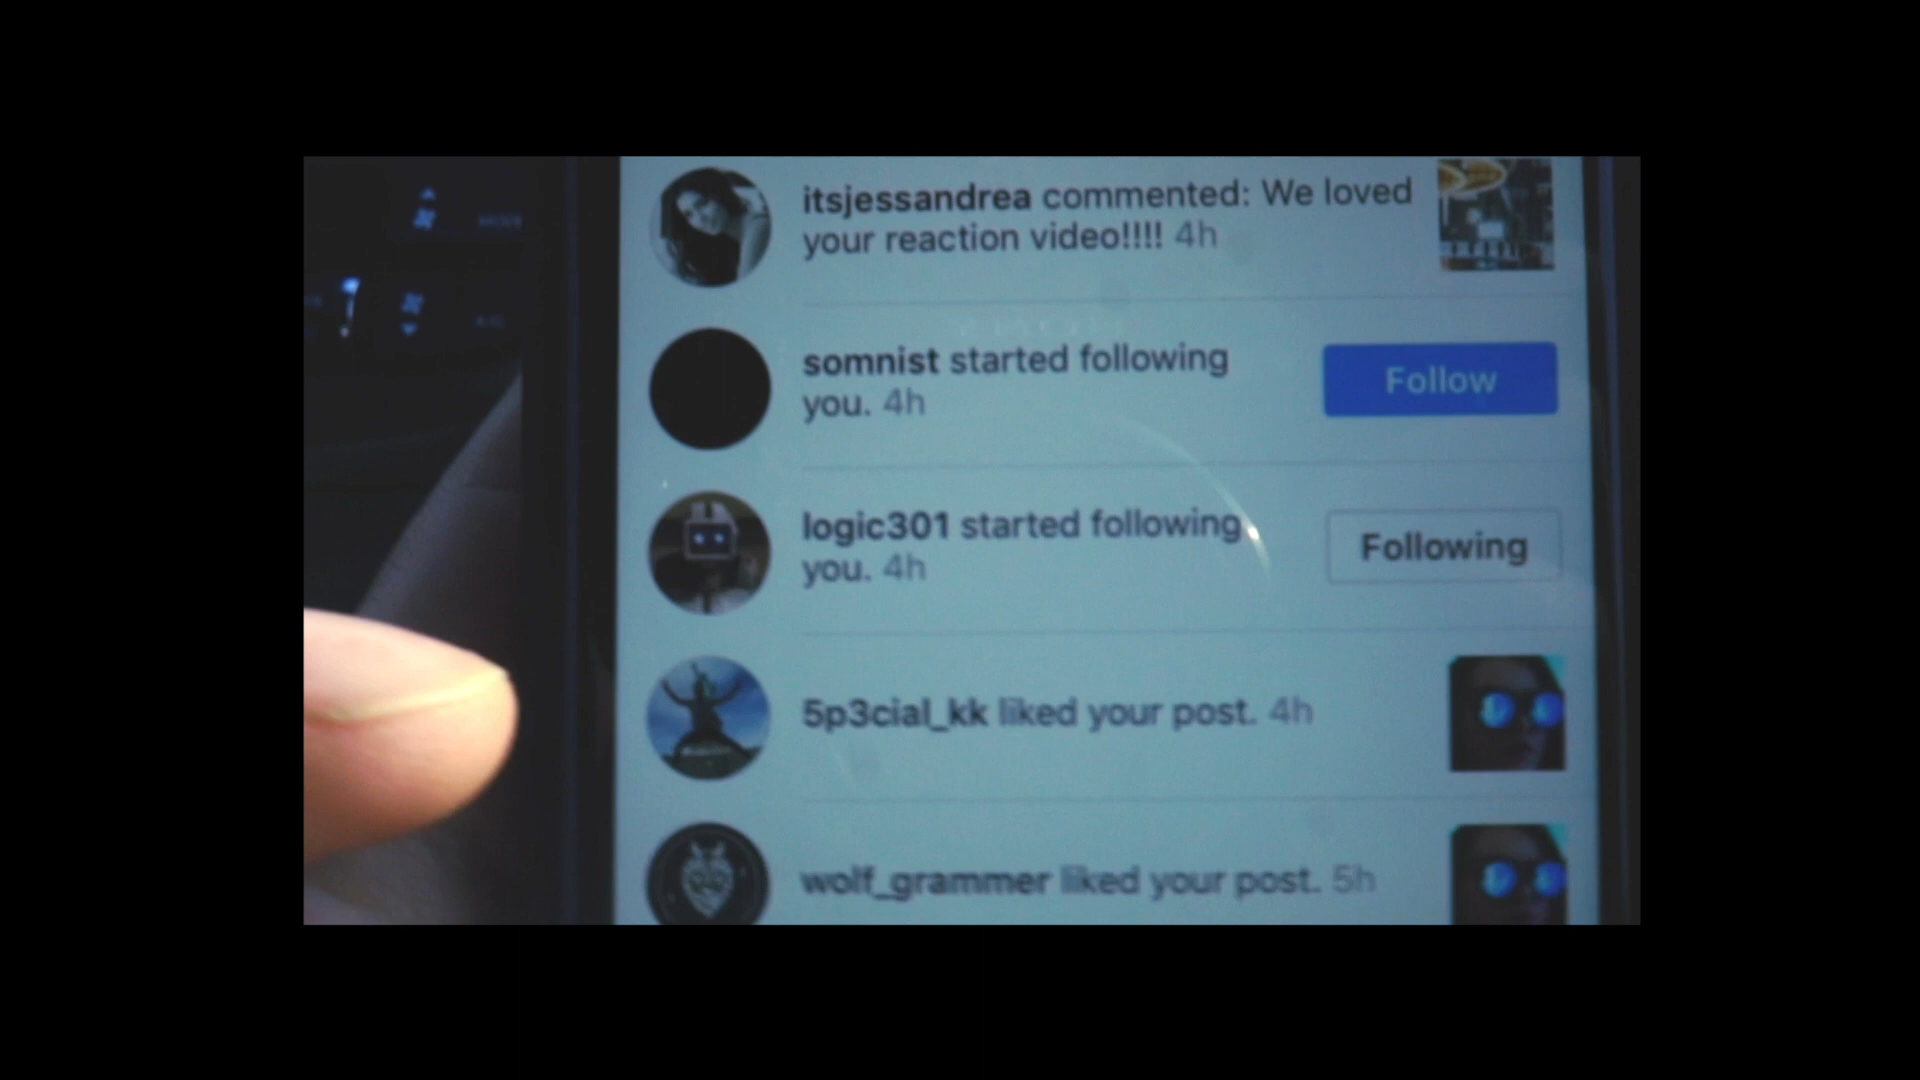 itsjessandrea commented: We loved
your reaction video!!!! 4h
somnist started following
you. 4h
Follow
logic301 started following
you. 4h
Following
5p3cial_kk liked your post. 4h
wolf_grammer liked your post. 5h